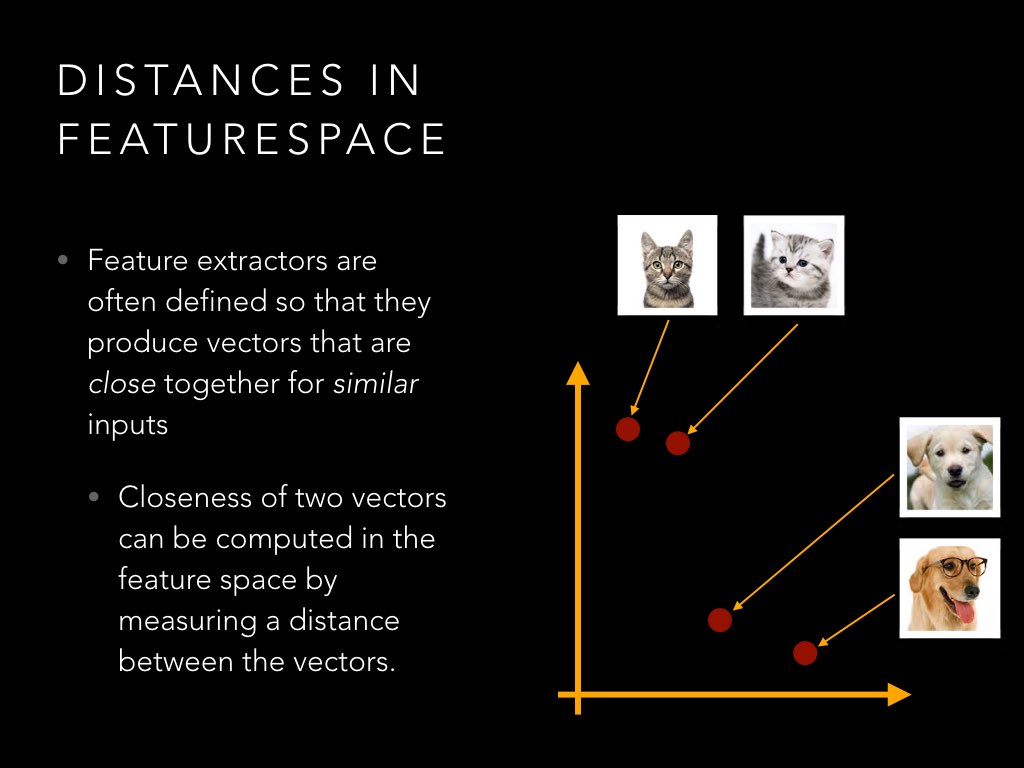 DISTANCES IN
FEATURESPACE
• Feature extractors are
often defined so that they
produce vectors that are
close together for similar
inputs
• Closeness of two vectors
can be computed in the
feature space by
measuring a distance
between the vectors.